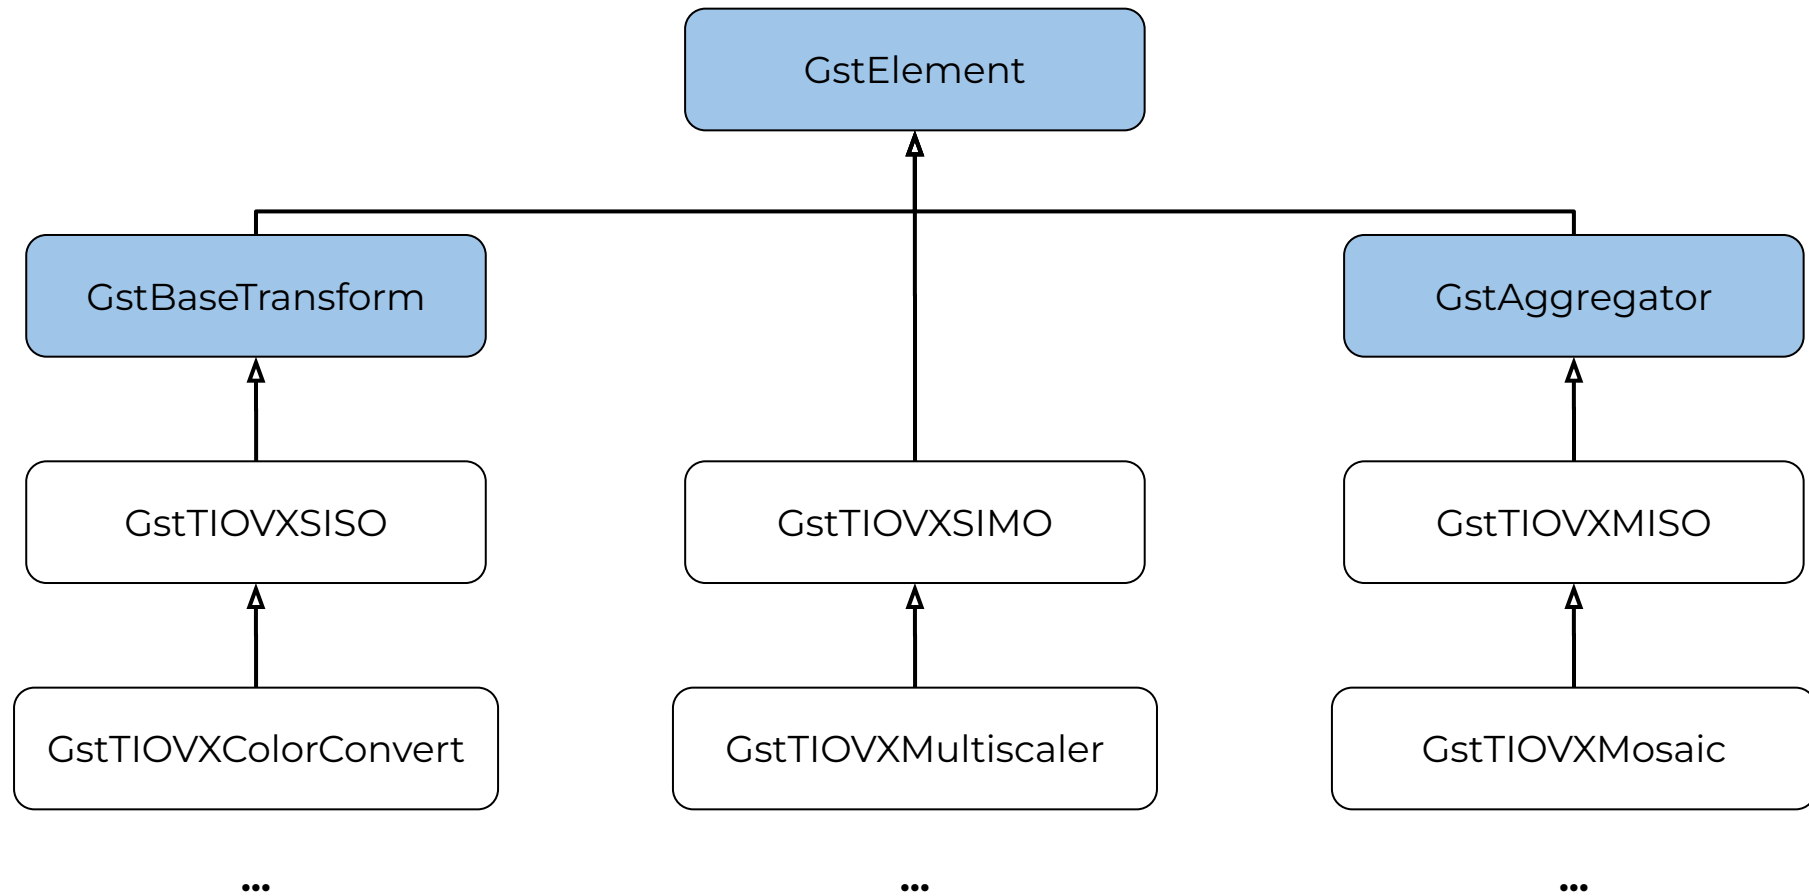 GstElement
GstBaseTransform
GstAggregator
GstTIOVXSISO
GstTIOVXSIMO
GstTIOVXMISO
GstTIOVXColorConvert
GstTIOVXMultiscaler
GstTIOVXMosaic
...
...
...